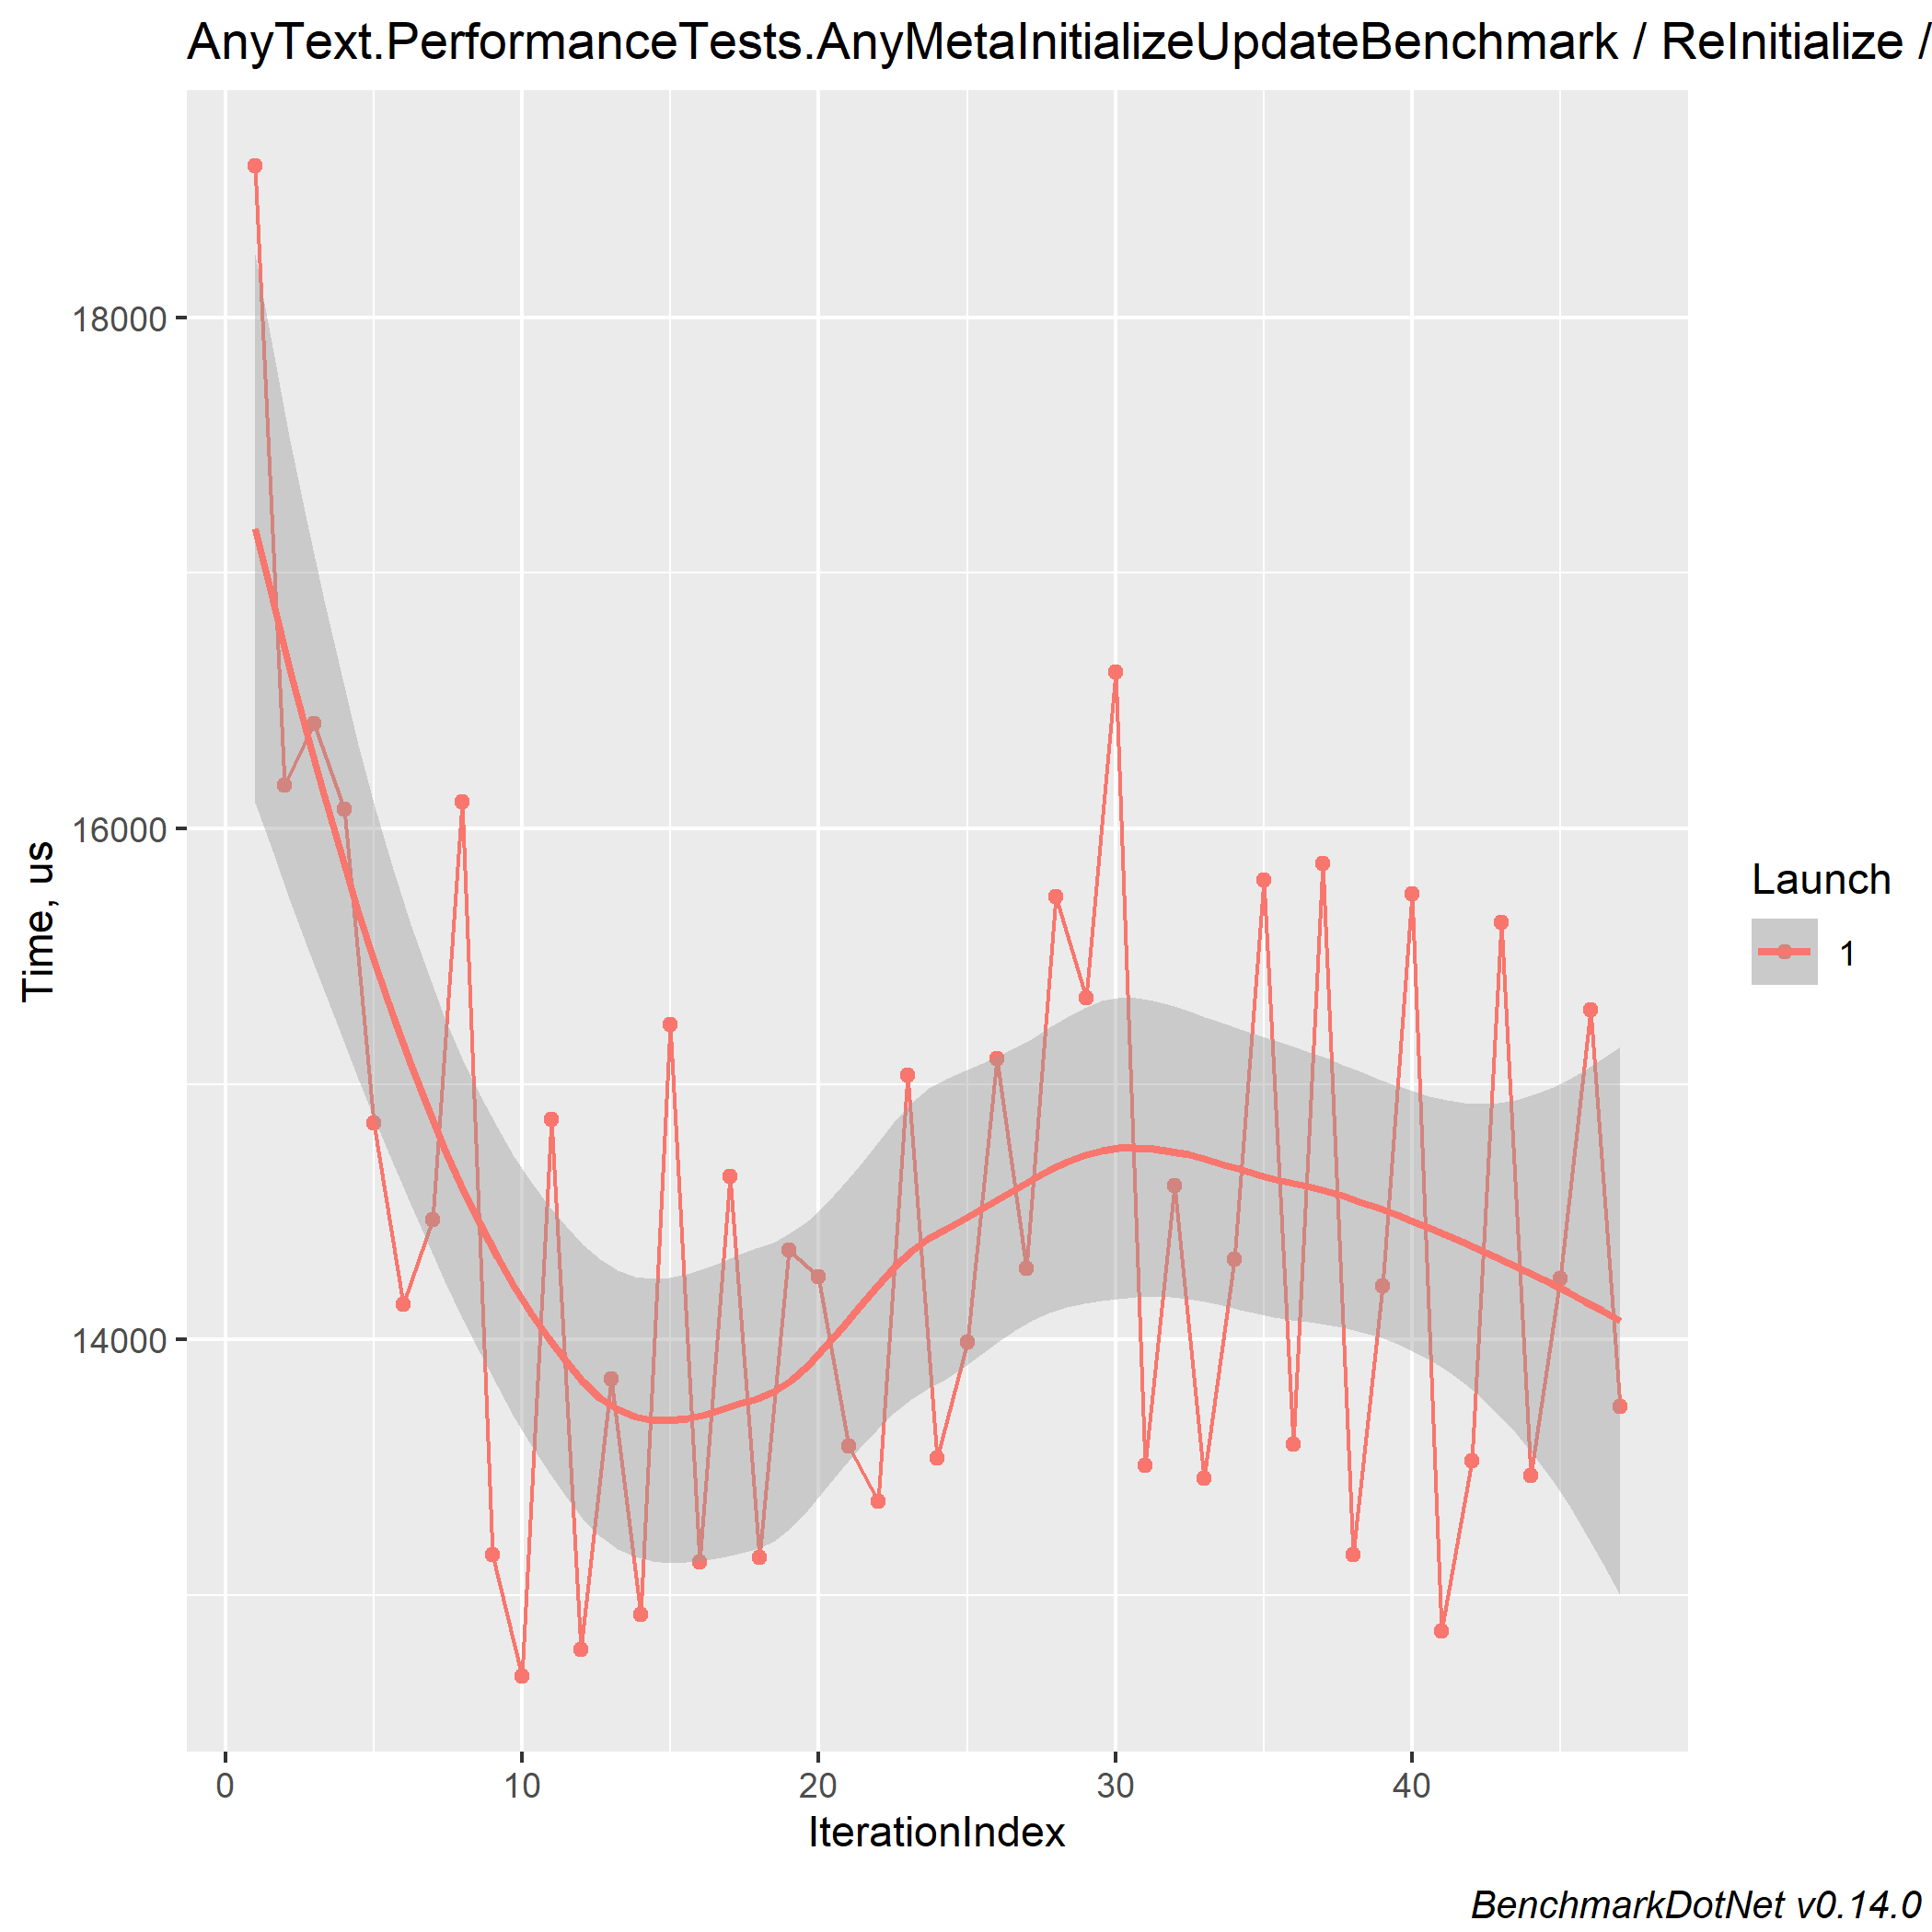 AnyText.PerformanceTests.AnyMetaInitializeUpdateBenchmark / ReInitialize /
18000
16000
14000
Time, us
0 10 20 30 40
IterationIndex
Launch
1
BenchmarkDotNet v0.14.0